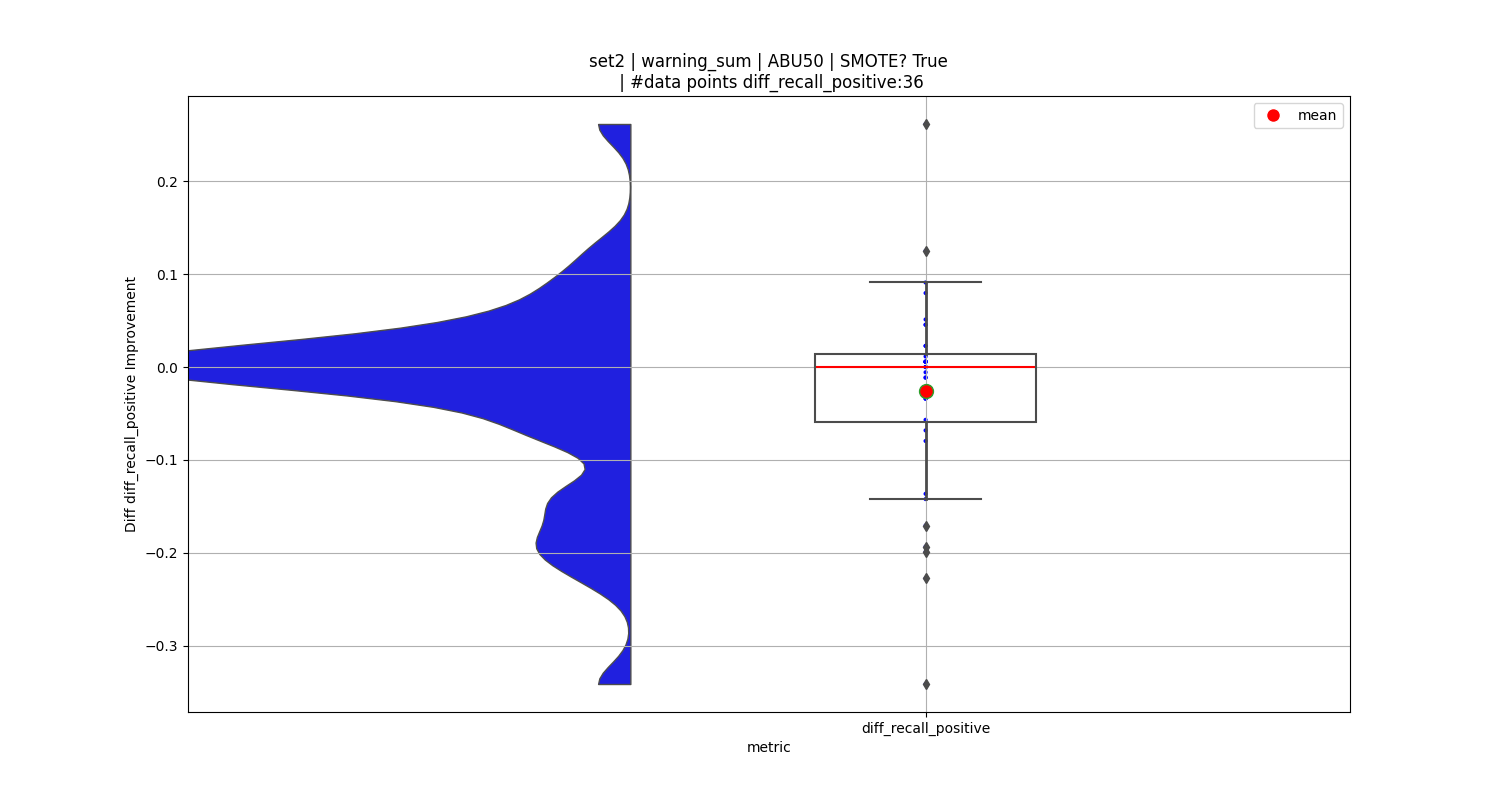 set2 | warning_sum | ABU50 | SMOTE? True
| #data points diff_recall_positive:36
mean
0.2
0.1
0.0
−0.1
−0.2
−0.3
Diff diff_recall_positive Improvement
diff_recall_positive
metric